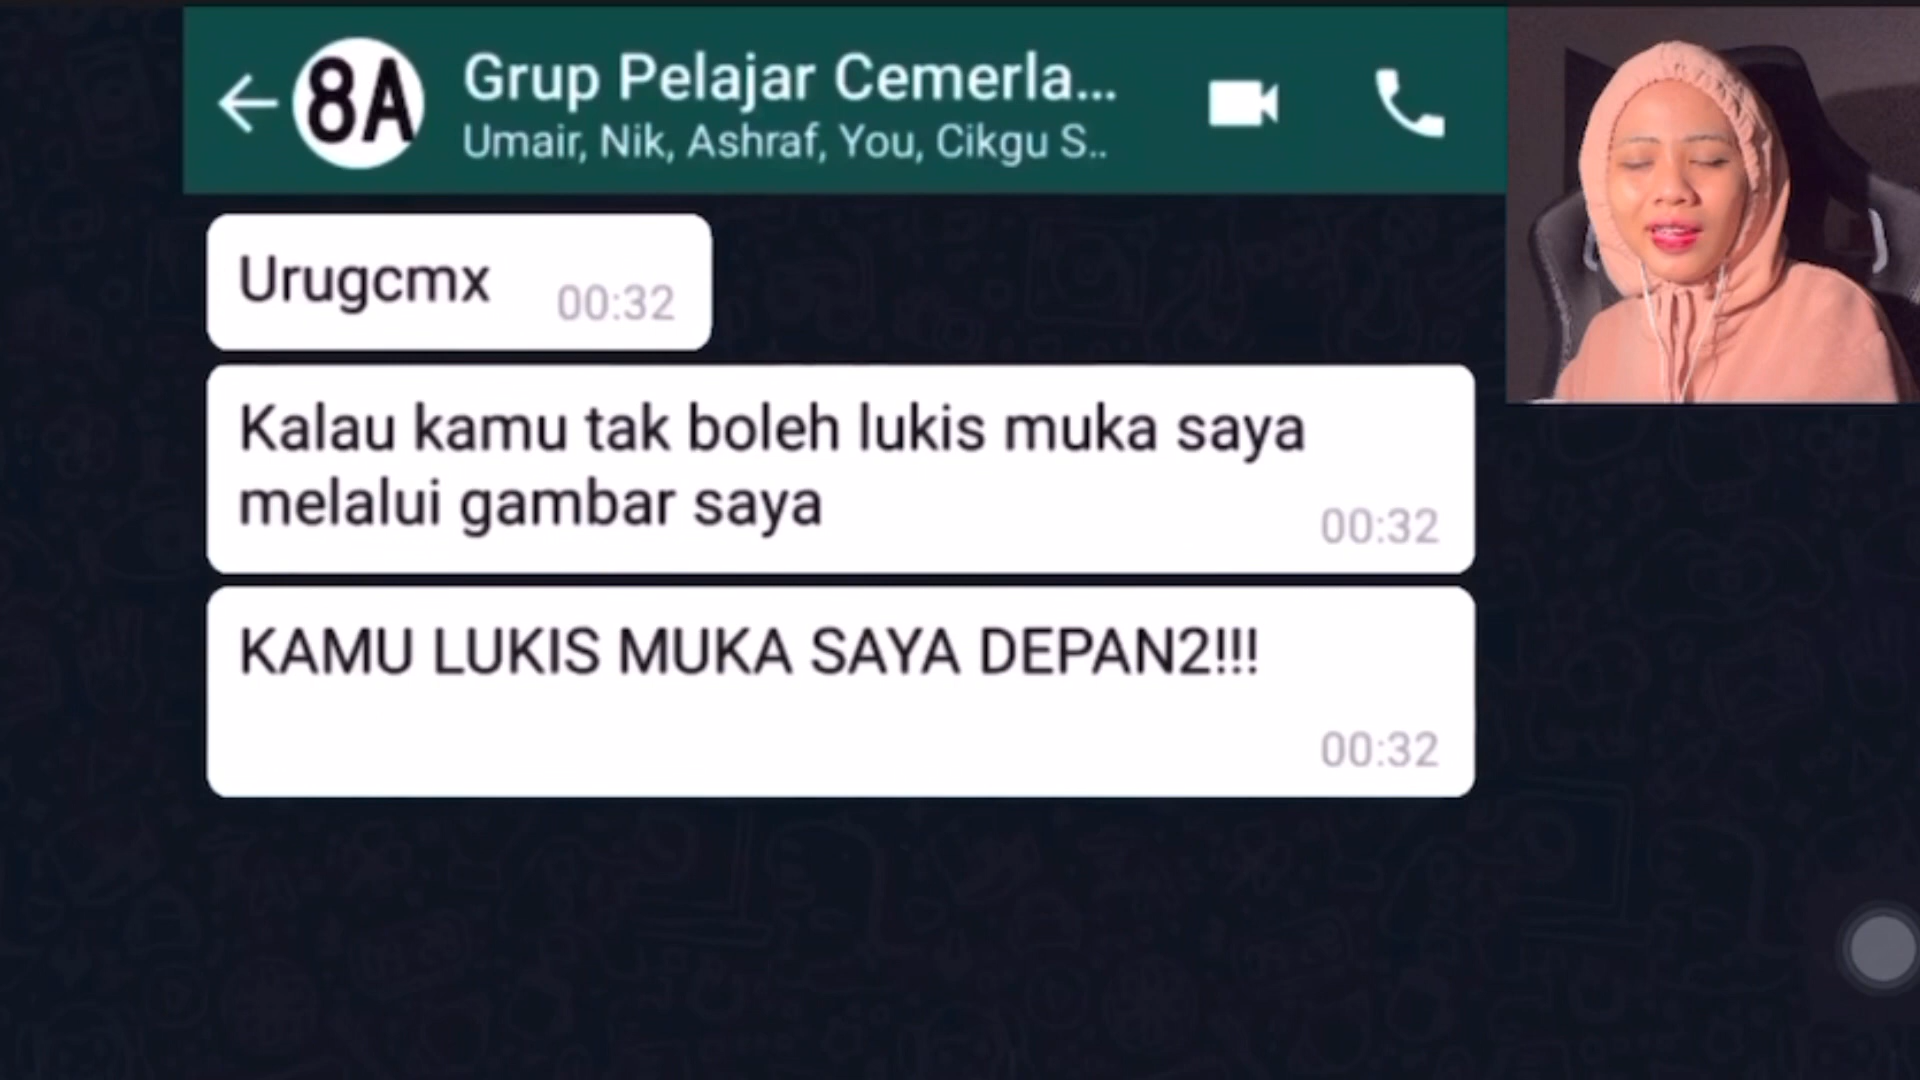 8A
Grup Pelajar Cemerla...
Umair, Nik, Ashraf, You, Cikgu S..
Urugcmx
00:32
Kalau kamu tak boleh lukis muka saya
melalui gambar saya
00:32
KAMU LUKIS MUKA SAYA DEPAN2!!!
00:32